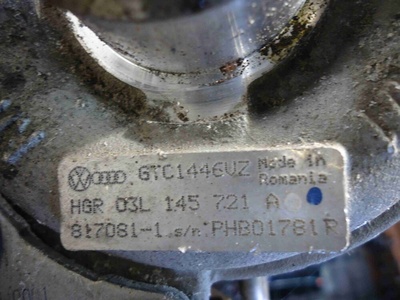 GTC1446VZ Made in
Romania
HGR 03L 145 721 A
817081-1 s/n PHB01781R